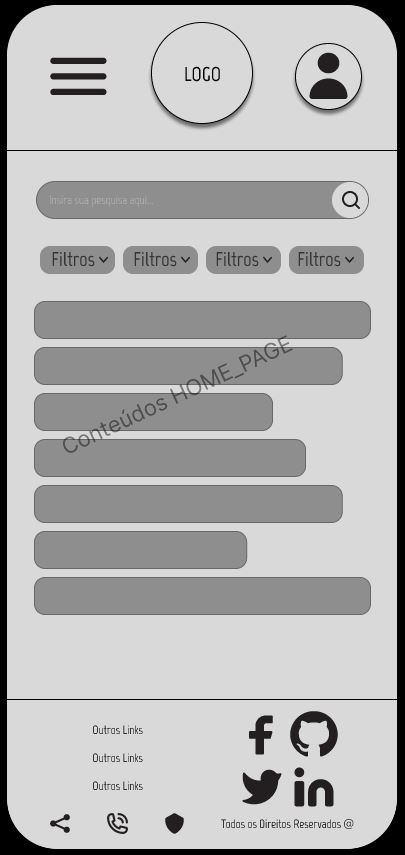 LOGO
Insira sua pesquisa aqui...
Filtros Filtros Filtros Filtros
Conteúdos HOME_PAGE
Outros Links
Outros Links
Outros Links
Todos os Direitos Reservados @